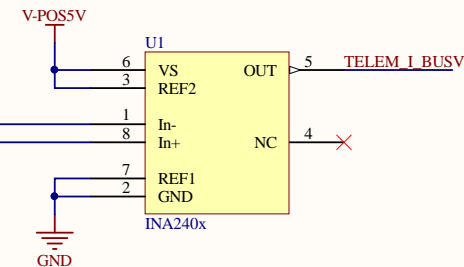 V-POS5V
U1
6 VS OUT 5 TELEM_I_BUSV
3 REF2
1 In-
8 In+ NC 4
7 REF1
2 GND
INA240x
GND